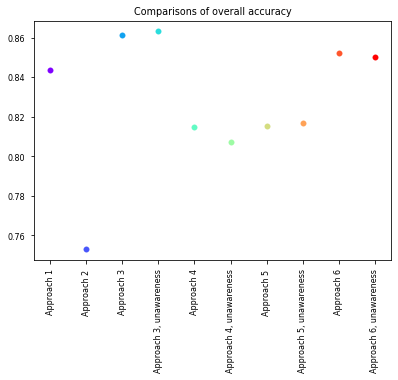 Comparisons of overall accuracy
0.86
0.84
0.82
0.80
0.78
0.76
Approach 1
Approach 2
Approach 3
Approach 3, unawareness
Approach 4
Approach 4, unawareness
Approach 5
Approach 5, unawareness
Approach 6
Approach 6, unawareness